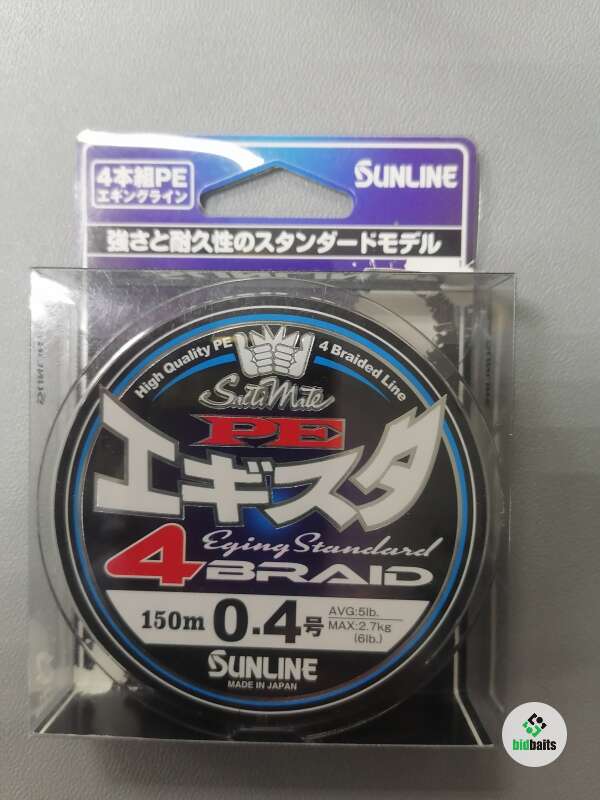 4本組PE
エギングライン
SUNLINE
強さと耐久性のスタンダードモデル
High Quality PE 4 Braided Line
SaltiMate
PE
エギスタ
Eging Standard
4BRAID
150m 0.4号
AVG:5lb.
MAX:2.7kg
(6lb.)
SUNLINE
MADE IN JAPAN
bidbaits